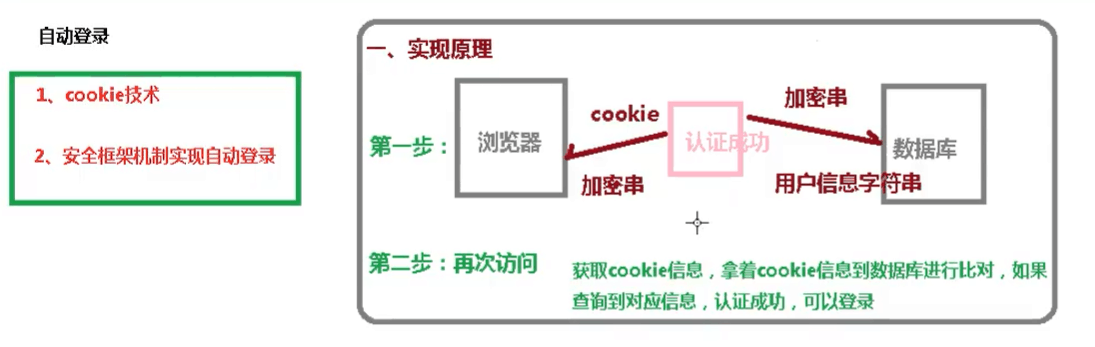 自动登录
1、cookie技术
2、安全框架机制实现自动登录
一、实现原理
第一步：
浏览器
cookie
加密串
认证成功
加密串
用户信息字符串
数据库
第二步：再次访问
获取cookie信息，拿着cookie信息到数据库进行比对，如果
查询到对应信息，认证成功，可以登录